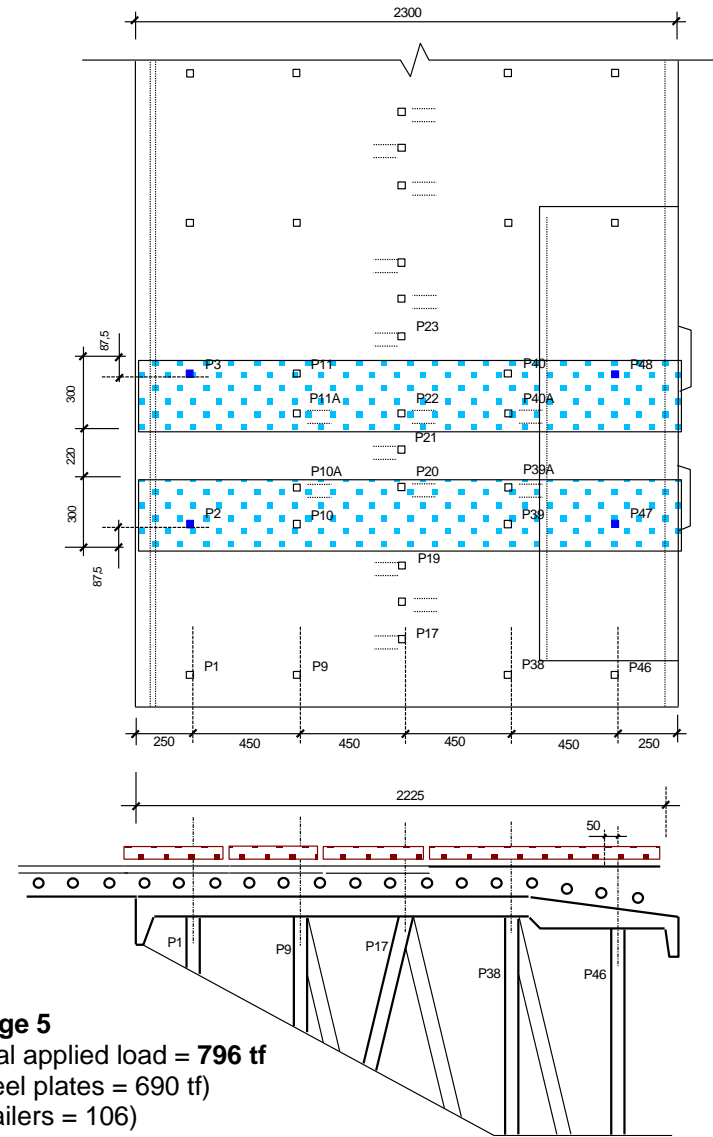 2300
P23
87,5
P3 P11 P40 P48
300
P11A P22 P40A
P21
220
P10A P20 P39A
300
P2 P10 P39 P47
P19
87,5
P17
P1 P9 P38 P46
250 450 450 450 450 250
2225
50
P1 P9 P17 P38 P46
ge 5
al applied load = 796 tf
eel plates = 690 tf)
ailers = 106)